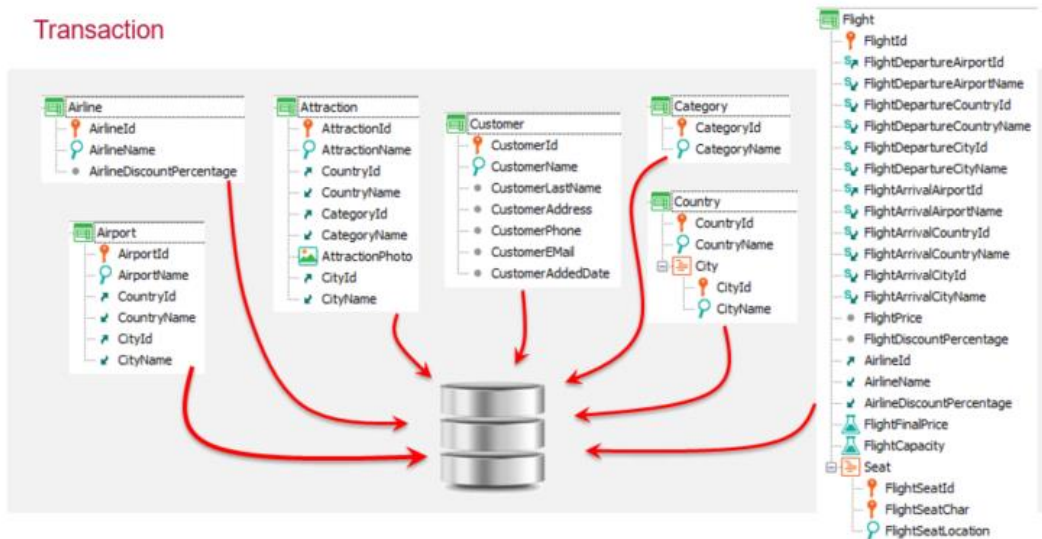 Transaction
Airline
AirlineId
AirlineName
AirlineDiscountPercentage
Airport
AirportId
AirportName
CountryId
CountryName
CityId
CityName
Attraction
AttractionId
AttractionName
CountryId
CountryName
CategoryId
CategoryName
AttractionPhoto
CityId
CityName
Customer
CustomerId
CustomerName
CustomerLastName
CustomerAddress
CustomerPhone
CustomerEMail
CustomerAddedDate
Category
CategoryId
CategoryName
Country
CountryId
CountryName
City
CityId
CityName
Flight
FlightId
FlightDepartureAirportId
FlightDepartureAirportName
FlightDepartureCountryId
FlightDepartureCountryName
FlightDepartureCityId
FlightDepartureCityName
FlightArrivalAirportId
FlightArrivalAirportName
FlightArrivalCountryId
FlightArrivalCountryName
FlightArrivalCityId
FlightArrivalCityName
FlightPrice
FlightDiscountPercentage
AirlineId
AirlineName
AirlineDiscountPercentage
FlightFinalPrice
FlightCapacity
Seat
FlightSeatId
FlightSeatChar
FlightSeatLocation